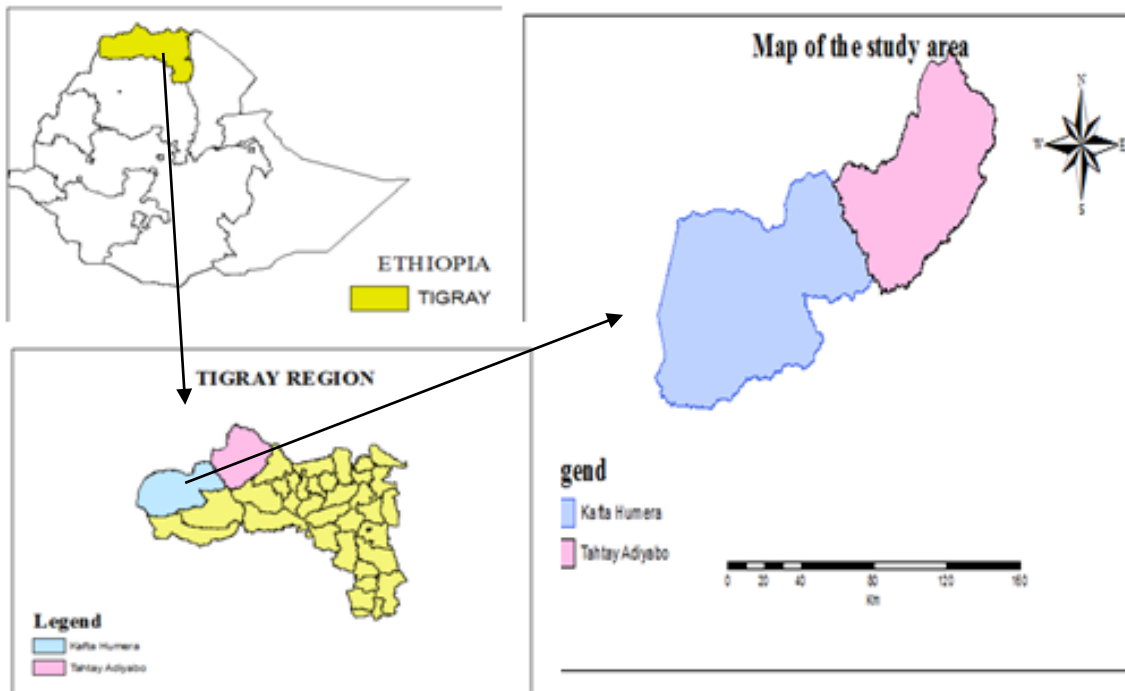 ETHIOPIA
TIGRAY
TIGRAY REGION
Legend
Kafta Humera
Tahtay Adiyabo
Map of the study area
N
W
E
S
gend
Kafta Humera
Tahtay Adiyabo
0 20 40 80 120 160
Km